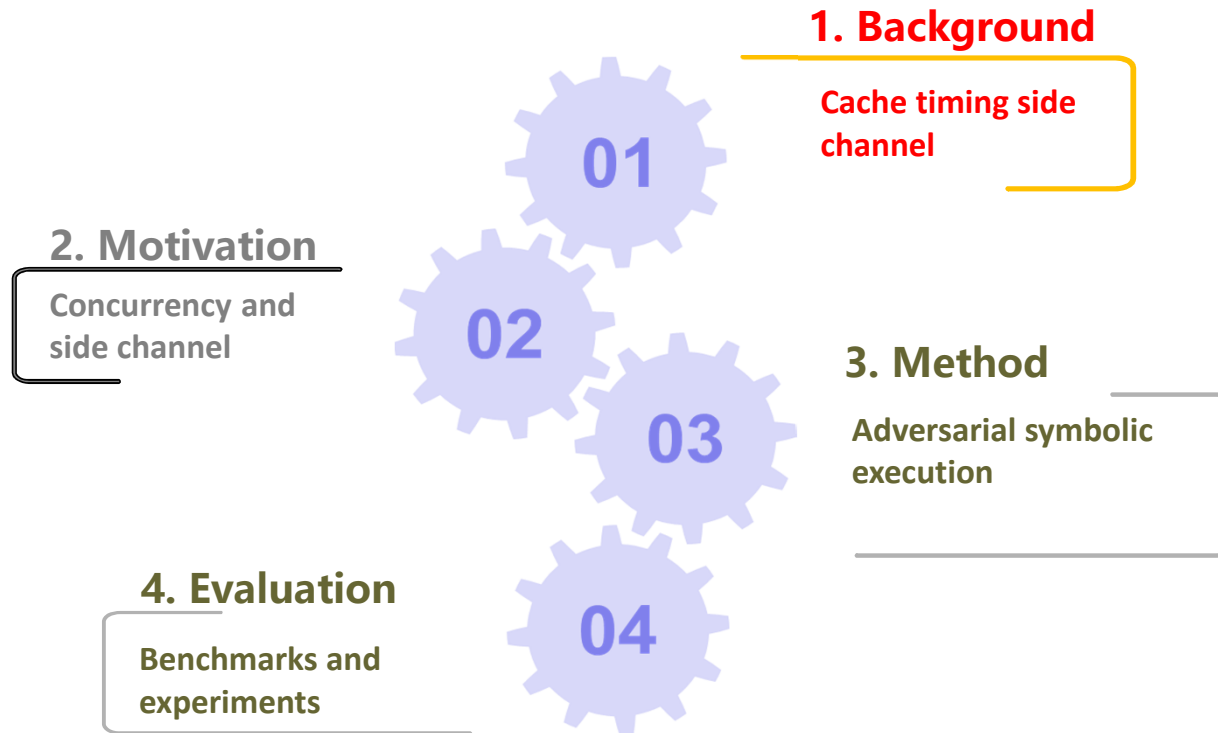 1. Background
Cache timing side
channel
01
2. Motivation
Concurrency and
side channel
02
3. Method
Adversarial symbolic
execution
03
4. Evaluation
Benchmarks and
experiments
04